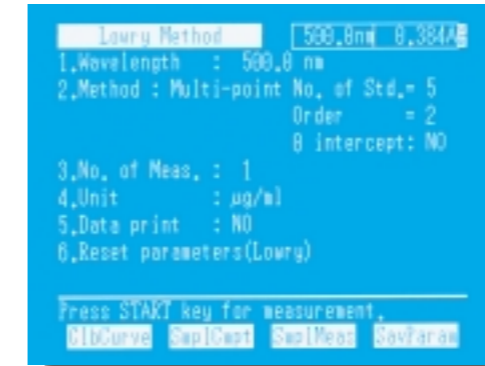 Lowry Method 500.0nm 0.384A
1.Wavelength : 500.0 nm
2.Method : Multi-point No. of Std.= 5
Order = 2
0 intercept: NO
3.No. of Meas. : 1
4.Unit : µg/ml
5.Data print : NO
6.Reset parameters(Lowry)
Press START key for measurement.
ClbCurve SmplCmpt SmplMeas SavParam